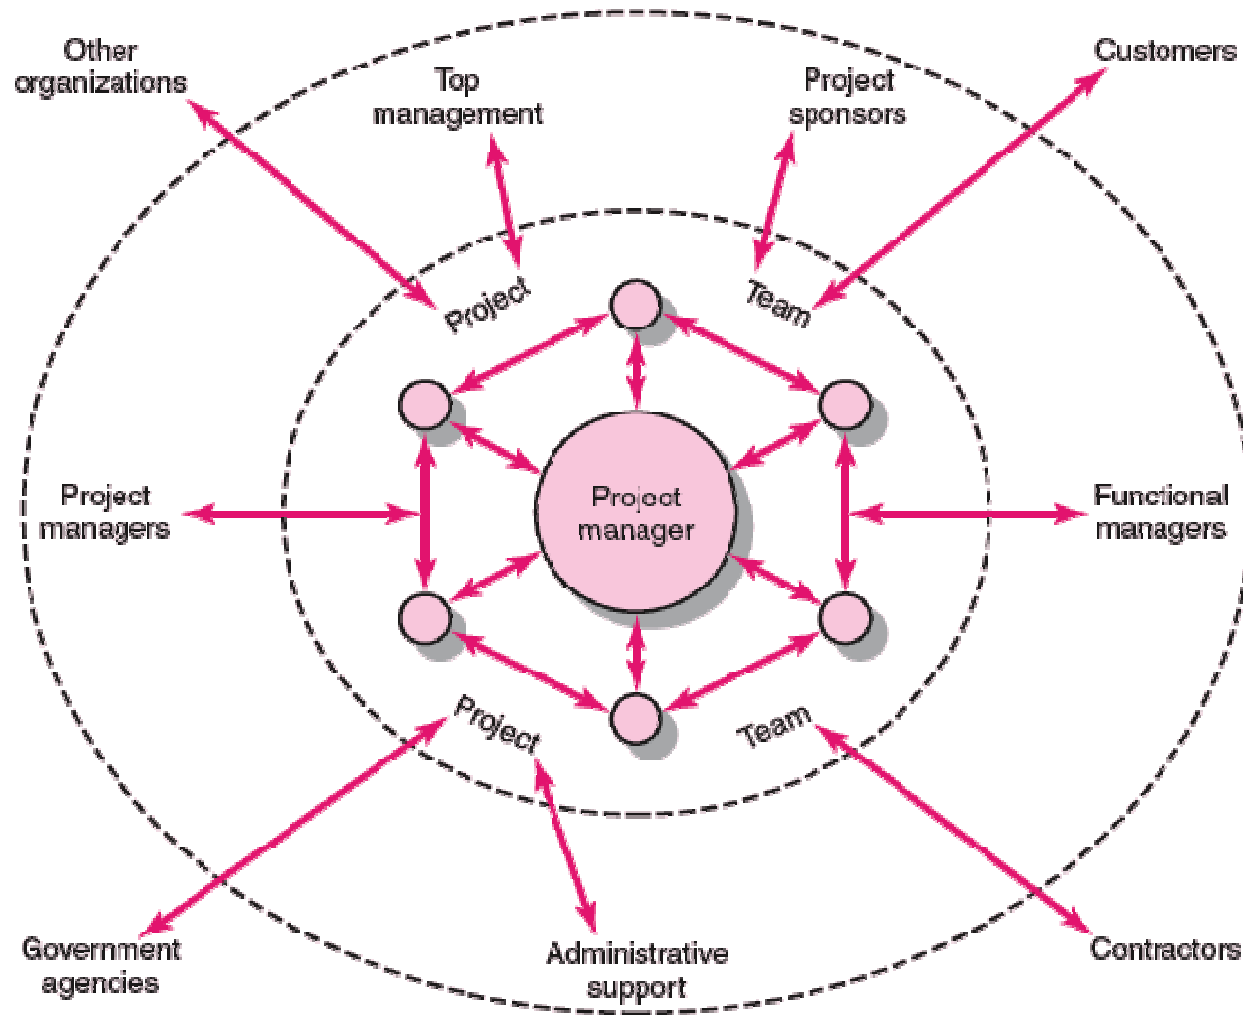 Other
organizations
Top
management
Project
sponsors
Customers
Project
Team
Project
managers
Project
manager
Functional
managers
Project
Team
Government
agencies
Administrative
support
Contractors